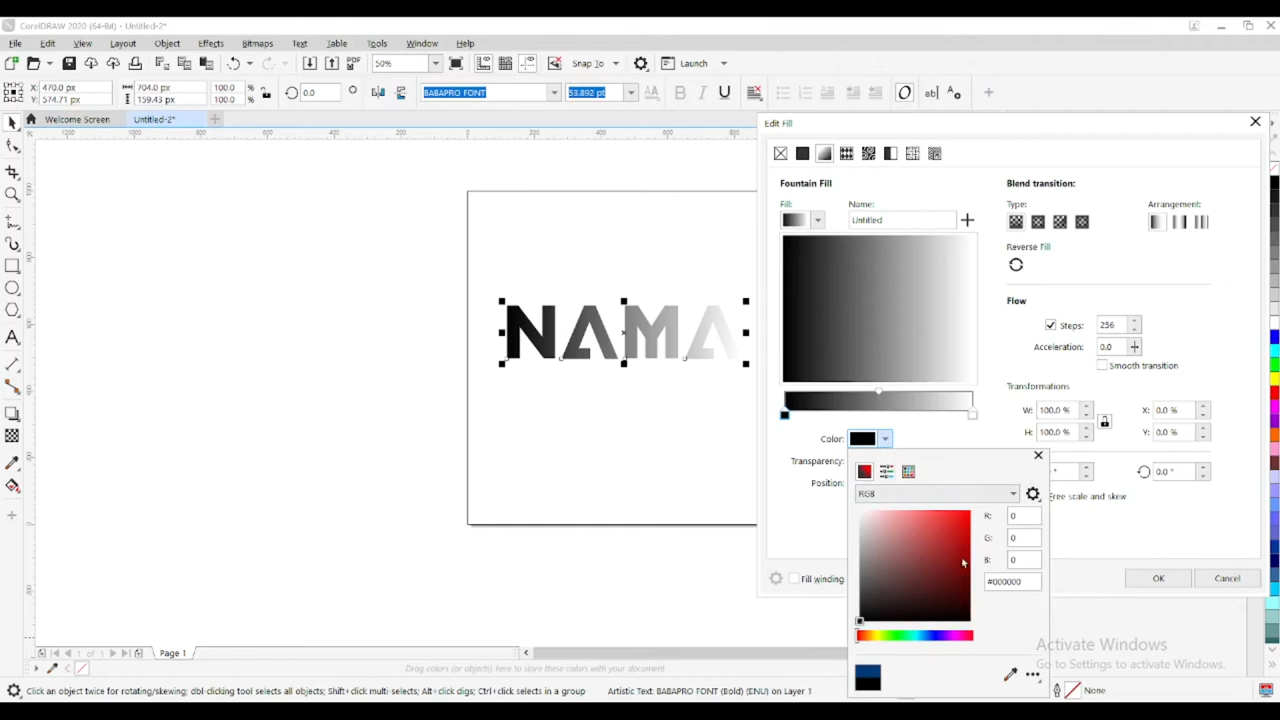 CorelDRAW 2020 (64-Bit) - Untitled-2*
File Edit View Layout Object Effects Bitmaps Text Table Tools Window Help
PDF 50% Snap To Launch
X: 470.0 px 704.0 px 100.0 %
Y: 574.71 px 159.43 px 100.0 %
0.0 BABAPRO FONT 53.892 pt
Welcome Screen Untitled-2*
Edit Fill
Fountain Fill
Fill: Name:
Untitled
Blend transition:
Type: Arrangement:
Reverse Fill
Flow
Steps: 256
Acceleration: 0.0
Smooth transition
Transformations
W: 100.0 % X: 0.0 %
H: 100.0 % Y: 0.0 %
0.0 °
Free scale and skew
NAMA
Color:
Transparency:
Position:
RGB
R: 0
G: 0
B: 0
#000000
Fill winding
OK Cancel
Activate Windows
Go to Settings to activate Windows.
1 of 1 Page 1
Drag colors (or objects) here to store these colors with your document
Click an object twice for rotating/skewing; dbl-clicking tool selects all objects; Shift+click multi-selects; Alt+click digs; Ctrl+click selects in a group Artistic Text: BABAPRO FONT (Bold) (ENU) on Layer 1 None